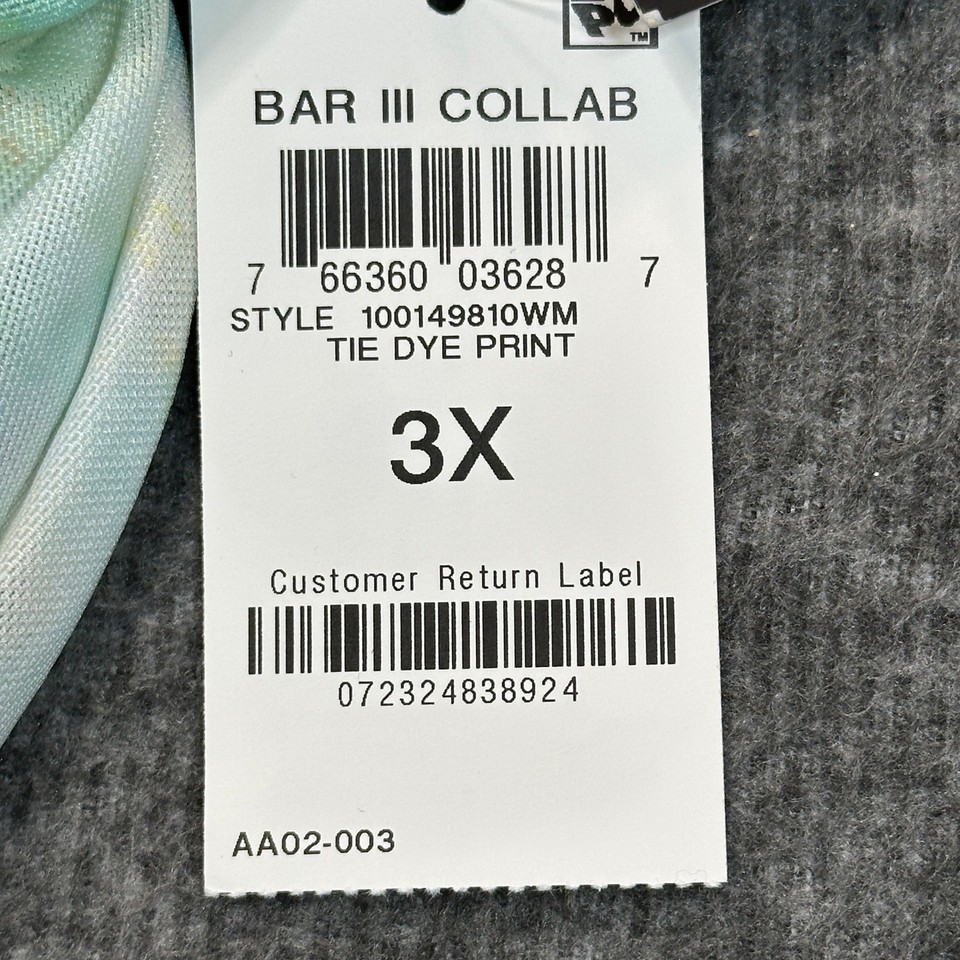 TM
BAR III COLLAB
7 66360 03628 7
STYLE 100149810WM
TIE DYE PRINT
3X
Customer Return Label
072324838924
AA02-003